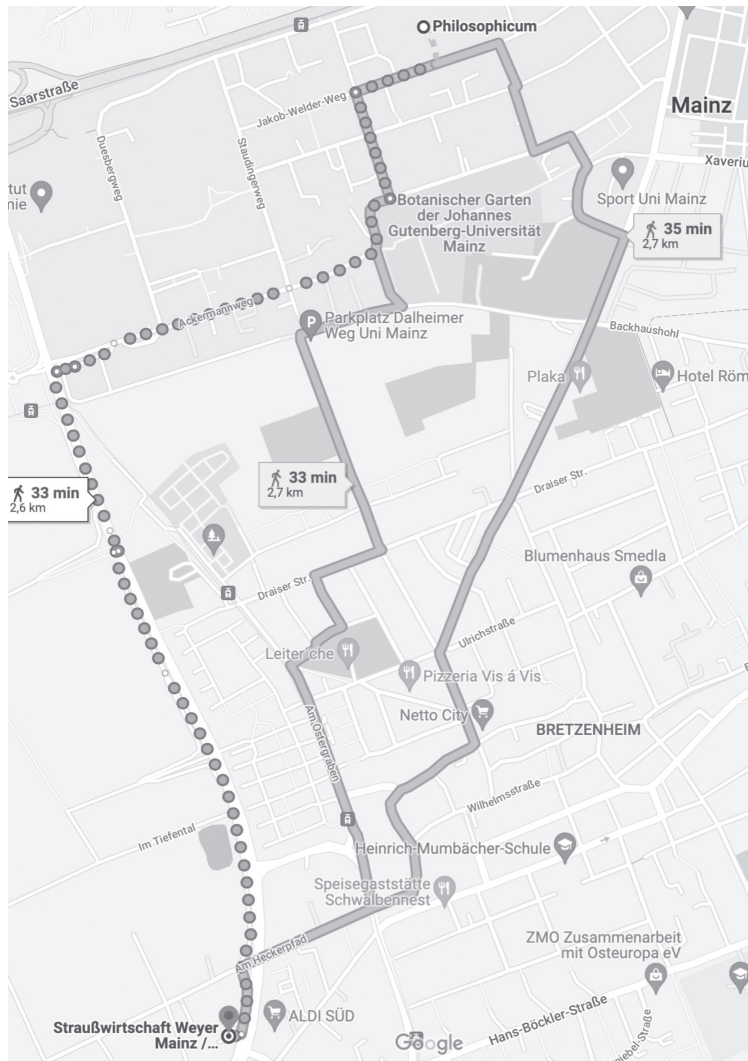 Philosophicum
Saarstraße
Jakob-Welder-Weg
Mainz
Duesbergweg
Staudingerweg
Xaveriu
itut
nie
Sport Uni Mainz
Botanischer Garten
der Johannes
Gutenberg-Universität
Mainz
35 min
2,7 km
Ackermannweg
P
Parkplatz Dalheimer
Weg Uni Mainz
Backhaushohl
Plaka
Hotel Röm
33 min
2,6 km
33 min
2,7 km
Draiser Str.
Blumenhaus Smedla
Draiser Str.
Ulrichstraße
Leiter'che
Pizzeria Vis á Vis
Am Ostergraben
Netto City
BRETZENHEIM
Wilhelmsstraße
Im Tiefental
Heinrich-Mumbächer-Schule
Speisegaststätte
Schwalbennest
Am Heckerpfad
ZMO Zusammenarbeit
mit Osteuropa eV
ALDI SÜD
Straußwirtschaft Weyer
Mainz /...
Google
Hans-Böckler-Straße